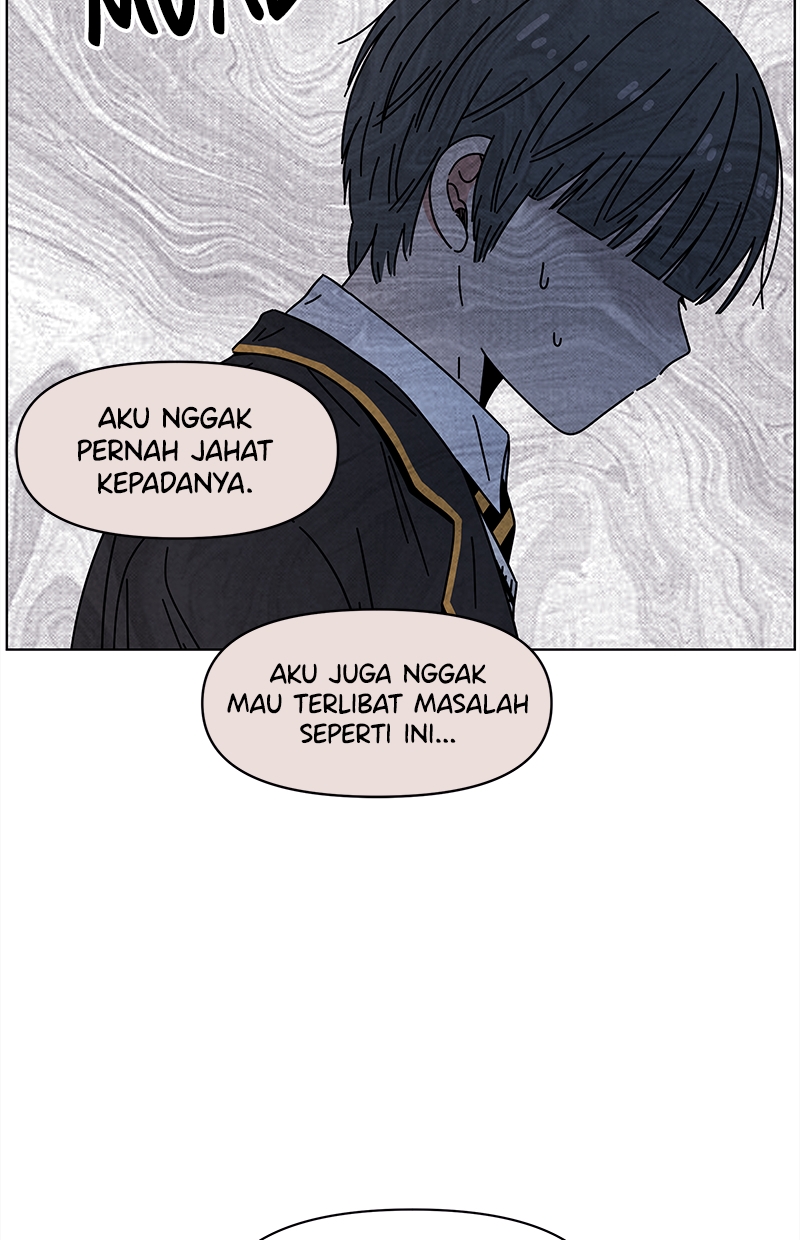 AKU NGGAK
PERNAH JAHAT
KEPADANYA.
AKU JUGA NGGAK
MAU TERLIBAT MASALAH
SEPERTI INI...